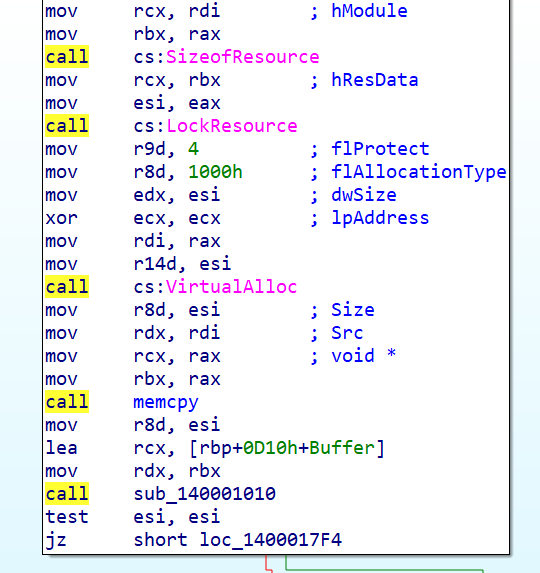 mov rcx, rdi ; hModule
mov rbx, rax
call cs:SizeofResource
mov rcx, rbx ; hResData
mov esi, eax
call cs:LockResource
mov r9d, 4 ; flProtect
mov r8d, 1000h ; flAllocationType
mov edx, esi ; dwSize
xor ecx, ecx ; lpAddress
mov rdi, rax
mov r14d, esi
call cs:VirtualAlloc
mov r8d, esi ; Size
mov rdx, rdi ; Src
mov rcx, rax ; void *
mov rbx, rax
call memcpy
mov r8d, esi
lea rcx, [rbp+0D10h+Buffer]
mov rdx, rbx
call sub_140001010
test esi, esi
jz short loc_1400017F4